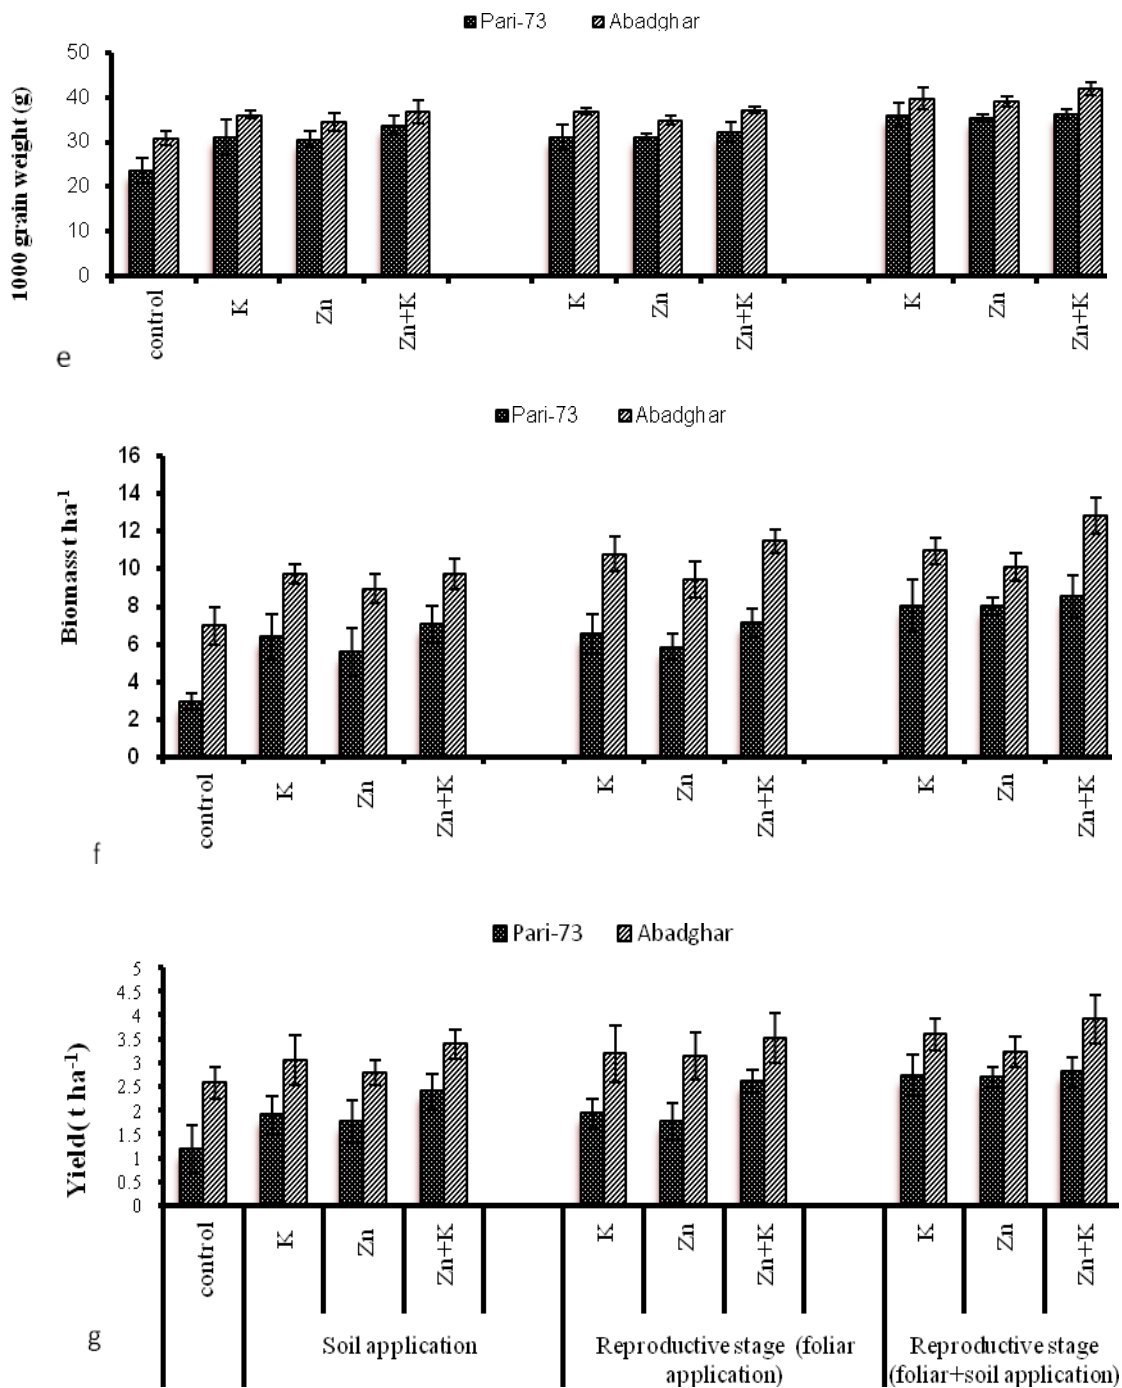 Pari-73 Abadghar
1000 grain weight (g)
50
40
30
20
10
0
control K Zn Zn+K K Zn Zn+K K Zn Zn+K
e
Pari-73 Abadghar
Biomass t ha-1
16
14
12
10
8
6
4
2
0
control K Zn Zn+K K Zn Zn+K K Zn Zn+K
f
Pari-73 Abadghar
Yield( t ha-1)
5
4.5
4
3.5
3
2.5
2
1.5
1
0.5
0
control K Zn Zn+K K Zn Zn+K K Zn Zn+K
g
Soil application
Reproductive stage (foliar
application)
Reproductive stage
(foliar+soil application)